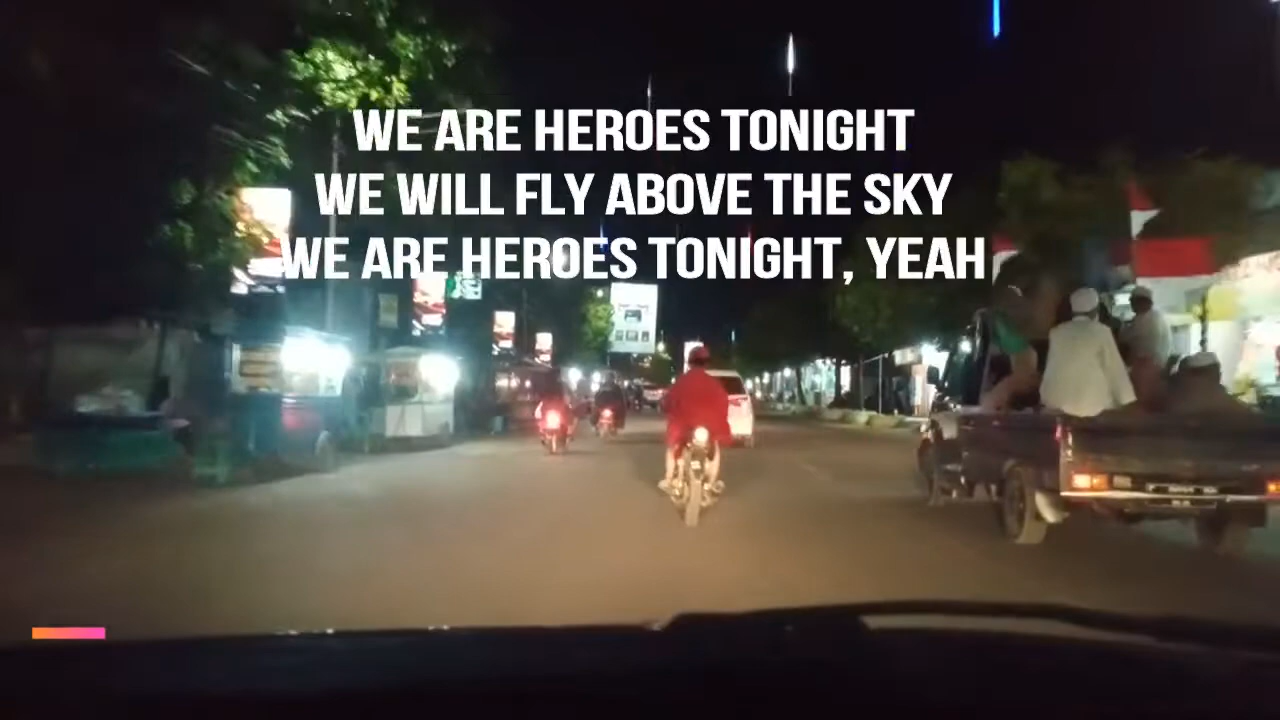 WE ARE HEROES TONIGHT
WE WILL FLY ABOVE THE SKY
WE ARE HEROES TONIGHT, YEAH